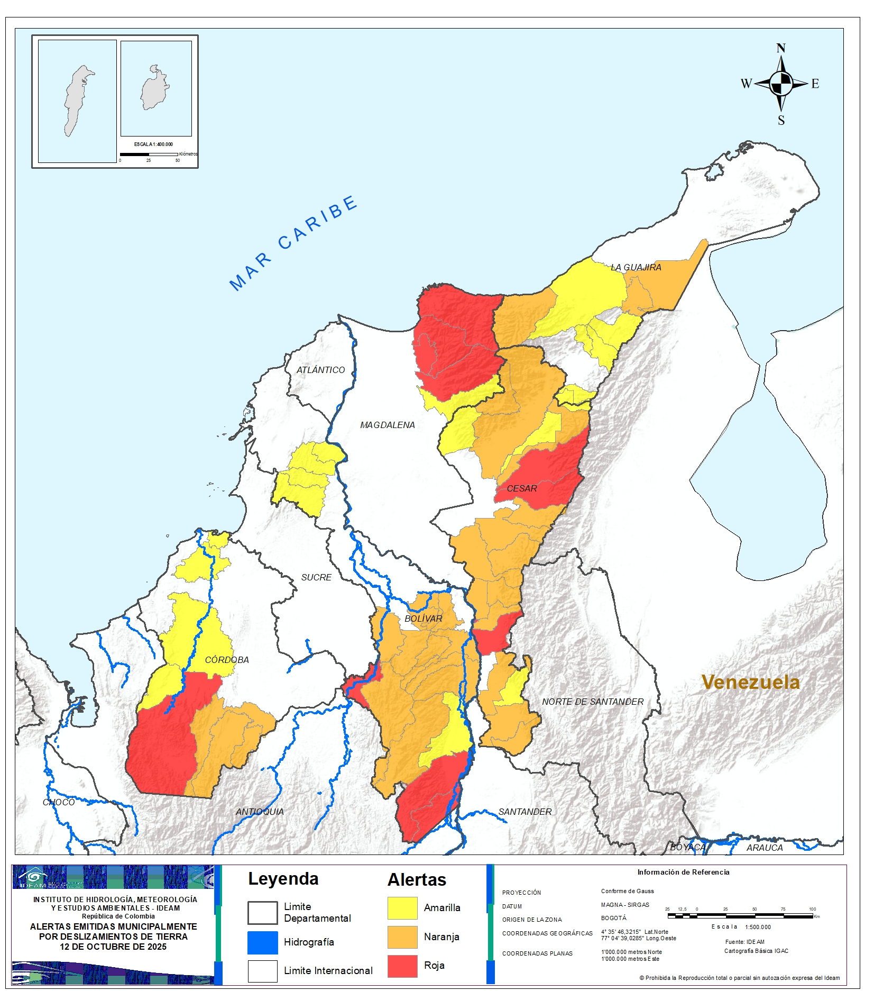 ESCALA 1:400.000
Kilómetros
0 25 50
N
W E
S
MAR CARIBE
LA GUAJIRA
ATLÁNTICO
MAGDALENA
CESAR
SUCRE
BOLÍVAR
CÓRDOBA
Venezuela
NORTE DE SANTANDER
CHOCÓ
ANTIOQUIA
SANTANDER
BOYACÁ
ARAUCA
IDEAM
INSTITUTO DE HIDROLOGÍA, METEOROLOGÍA
Y ESTUDIOS AMBIENTALES - IDEAM
República de Colombia
ALERTAS EMITIDAS MUNICIPALMENTE
POR DESLIZAMIENTOS DE TIERRA
12 DE OCTUBRE DE 2025
Leyenda
Limite
Departamental
Hidrografía
Limite Internacional
Alertas
Amarilla
Naranja
Roja
Información de Referencia
PROYECCIÓN Conforme de Gauss
DATUM MAGNA - SIRGAS
ORIGEN DE LA ZONA BOGOTÁ
COORDENADAS GEOGRÁFICAS 4° 35' 46,3215" Lat.Norte
77° 04' 39,0285" Long.Oeste
COORDENADAS PLANAS 1'000.000 metros Norte
1'000.000 metros Este
25 12,5 0 25 50 75 100
Km
Escala 1:500.000
Fuente: IDEAM
Cartografía Básica IGAC
© Prohibida la Reproducción total o parcial sin autozación expresa del Ideam